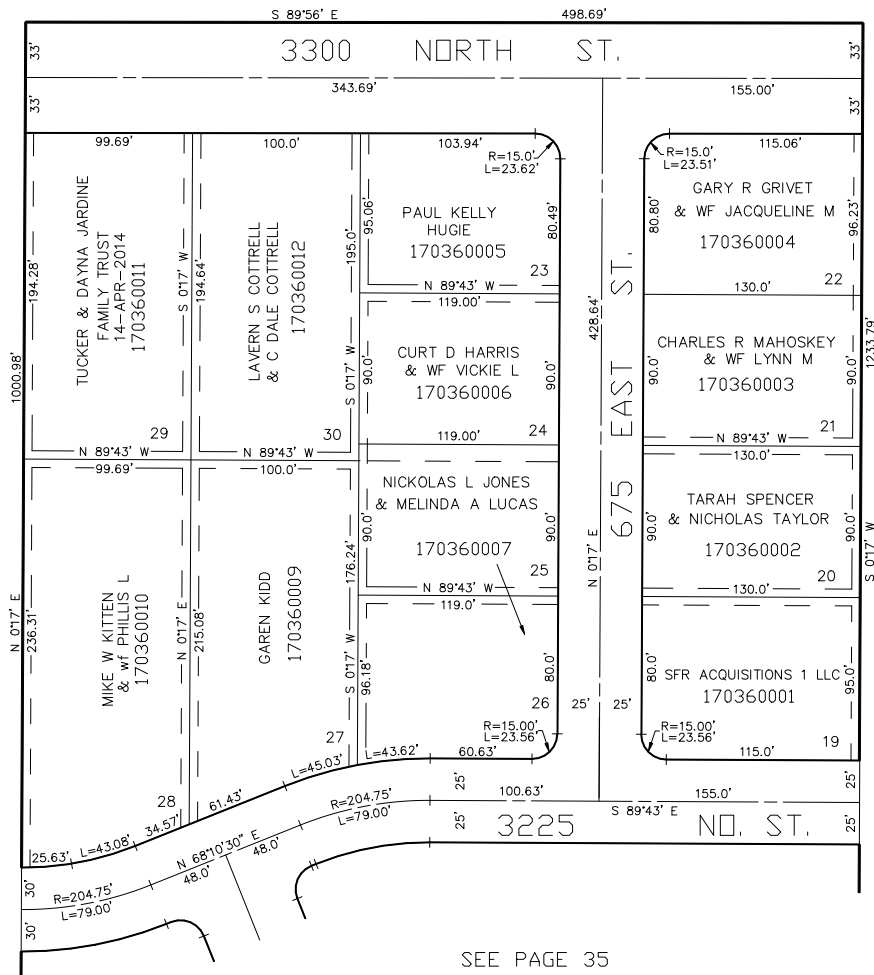 S 89°56' E 498.69'
33'
3300 NORTH ST.
33'
343.69' 155.00'
33'
33'
99.69' 100.0' 103.94' 115.06'
R=15.0'
L=23.62'
R=15.0'
L=23.51'
TUCKER & DAYNA JARDINE
FAMILY TRUST
14-APR-2014
170360011
194.28'
S 0°17' W
194.64'
29
N 89°43' W
99.69'
1000.98'
LAVERN S COTTRELL
& C DALE COTTRELL
170360012
195.0'
S 0°17' W
30
N 89°43' W
100.0'
PAUL KELLY
HUGIE
170360005
95.06'
80.49'
23
N 89°43' W
119.00'
CURT D HARRIS
& WF VICKIE L
170360006
90.0'
90.0'
24
119.00'
NICKOLAS L JONES
& MELINDA A LUCAS
170360007
90.0'
90.0'
25
N 89°43' W
119.0'
96.18'
80.0'
26
R=15.00'
L=23.56'
60.63'
675 EAST ST.
428.64'
N 0°17' E
25' 25'
GARY R GRIVET
& WF JACQUELINE M
170360004
80.80'
96.23'
22
130.0'
CHARLES R MAHOSKEY
& WF LYNN M
170360003
90.0'
90.0'
21
N 89°43' W
130.0'
1233.79'
TARAH SPENCER
& NICHOLAS TAYLOR
170360002
90.0'
90.0'
20
130.0'
S 0°17' W
SFR ACQUISITIONS 1 LLC
170360001
80.0'
95.0'
19
R=15.00'
L=23.56'
115.0'
MIKE W KITTEN
& wf PHILLIS L
170360010
N 0°17' E
236.31'
N 0°17' E
215.08'
28
GAREN KIDD
170360009
176.24'
S 0°17' W
27
25.63' L=43.08' 34.57' 61.43' L=45.03' L=43.62'
25'
25'
100.63' 155.0'
S 89°43' E
25'
25'
3225 NO. ST.
R=204.75'
L=79.00'
N 68°10'30" E
48.0' 48.0'
R=204.75'
L=79.00'
30'
30'
SEE PAGE 35